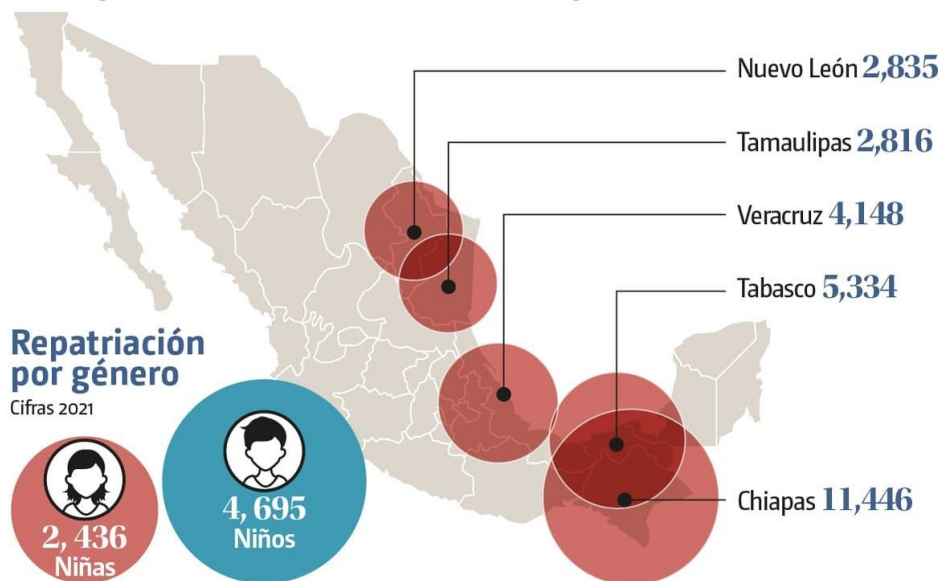 Nuevo León 2,835
Tamaulipas 2,816
Veracruz 4,148
Tabasco 5,334
Chiapas 11,446
Repatriación
por género
Cifras 2021
2, 436
Niñas
4, 695
Niños